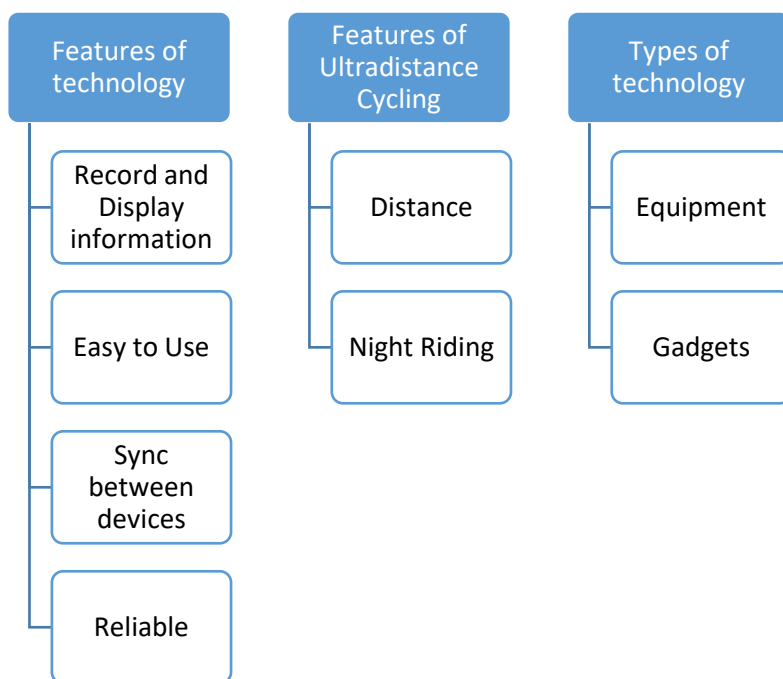 Features of
technology
Record and
Display
information
Easy to Use
Sync
between
devices
Reliable
Features of
Ultradistance
Cycling
Distance
Night Riding
Types of
technology
Equipment
Gadgets